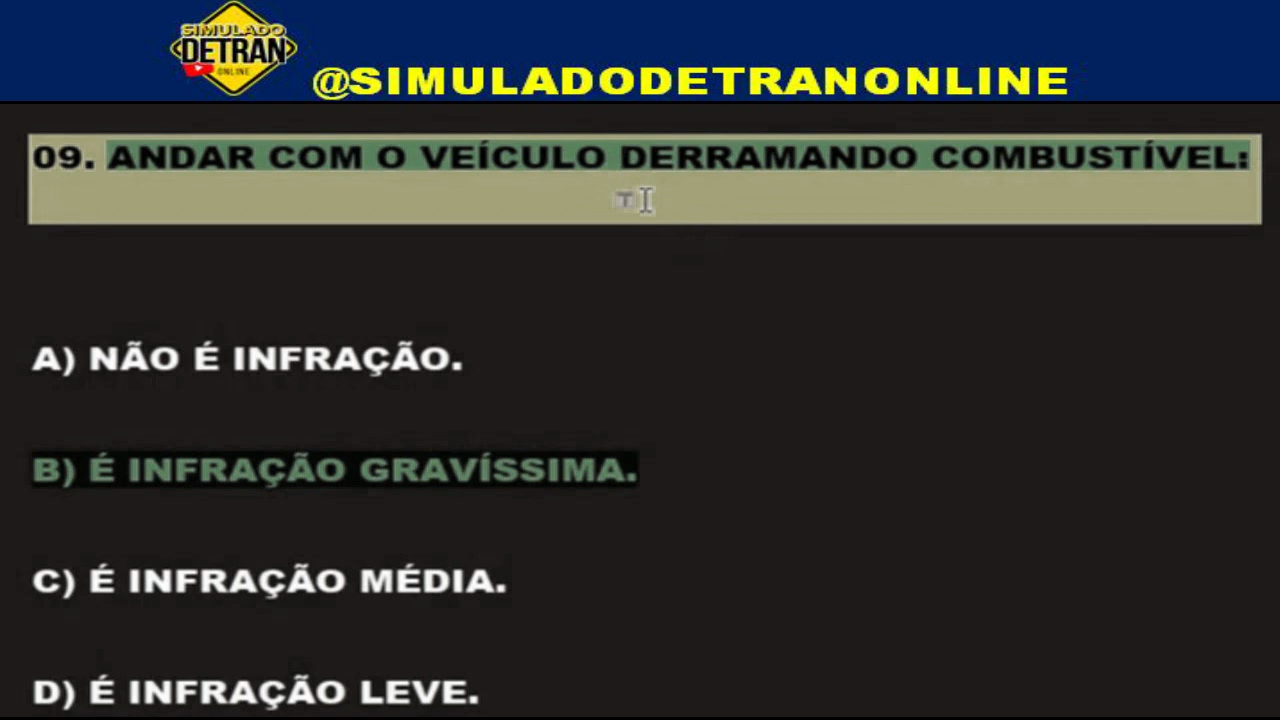 SIMULADO
DETRAN
ONLINE
@SIMULADODETRANONLINE
09. ANDAR COM O VEÍCULO DERRAMANDO COMBUSTÍVEL:
A) NÃO É INFRAÇÃO.
B) É INFRAÇÃO GRAVÍSSIMA.
C) É INFRAÇÃO MÉDIA.
D) É INFRAÇÃO LEVE.